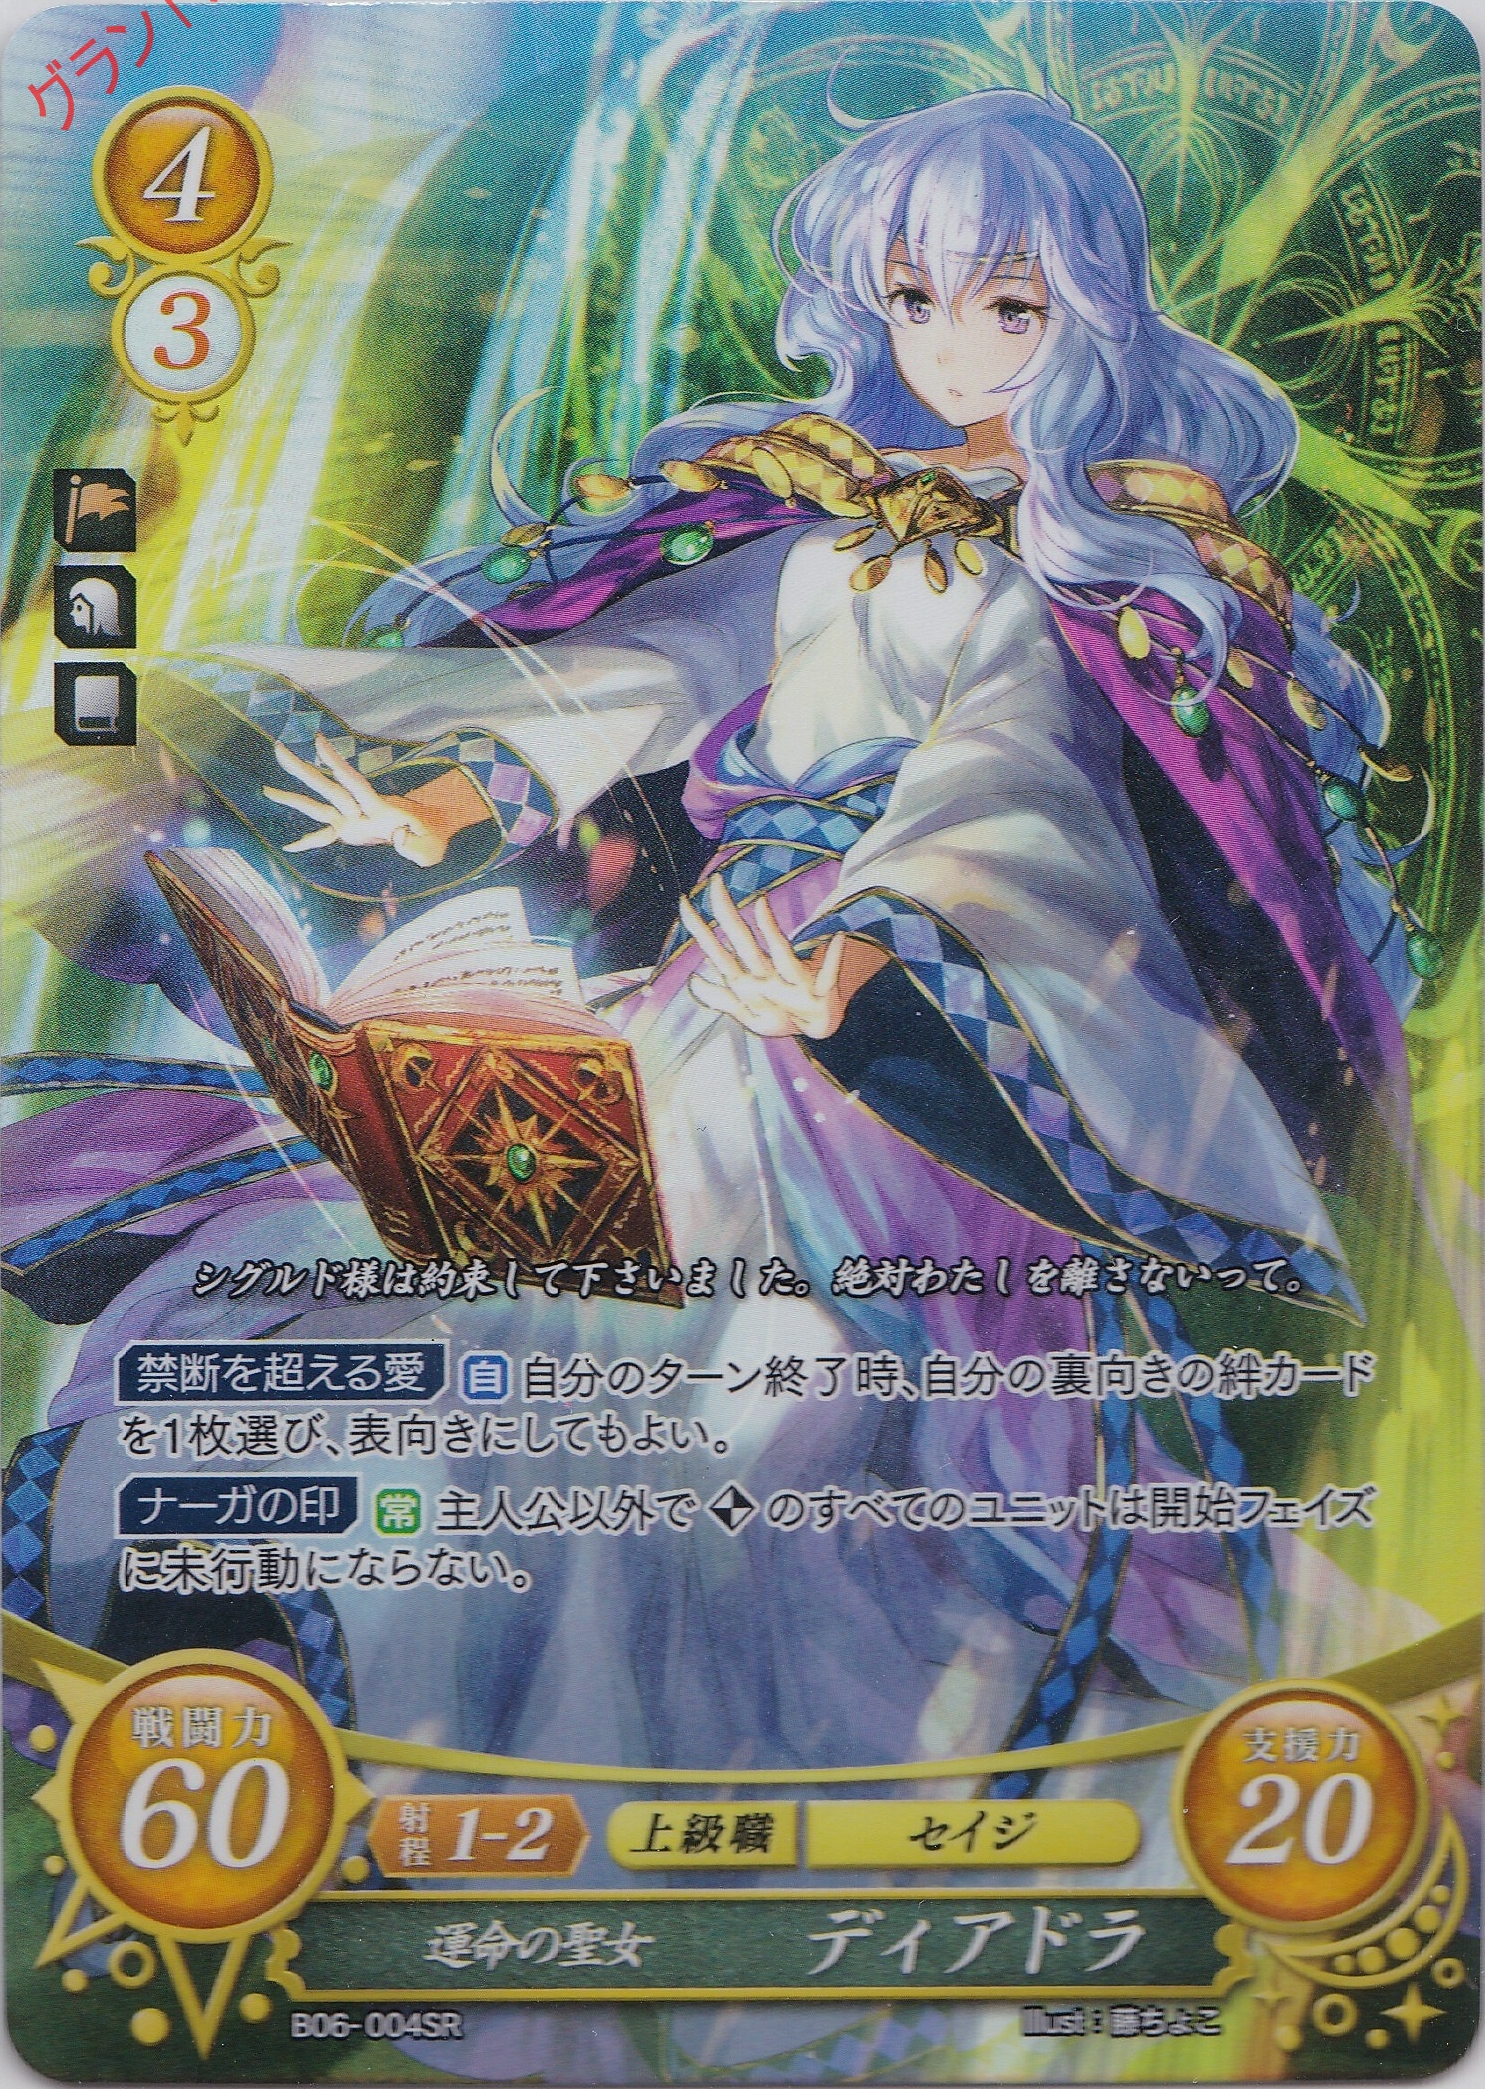 グラン
4
3
シグルド様は約束して下さいました。絶対わたしを離さないって。
禁断を超える愛 自 自分のターン終了時、自分の裏向きの絆カード
を1枚選び、表向きにしてもよい。
ナーガの印 常 主人公以外で のすべてのユニットは開始フェイズ
に未行動にならない。
戦闘力
60
射程 1-2
上級職
セイジ
支援力
20
運命の聖女 ディアドラ
B06-004SR
Illust：藤ちよこ